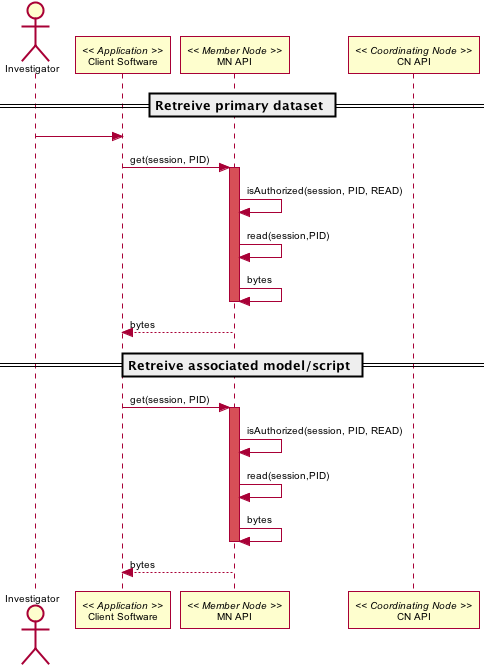 << Application >>
Client Software
<< Member Node >>
MN API
<< Coordinating Node >>
CN API
Investigator
Retreive primary dataset
get(session, PID)
isAuthorized(session, PID, READ)
read(session,PID)
bytes
bytes
Retreive associated model/script
get(session, PID)
isAuthorized(session, PID, READ)
read(session,PID)
bytes
bytes
Investigator
<< Application >>
Client Software
<< Member Node >>
MN API
<< Coordinating Node >>
CN API